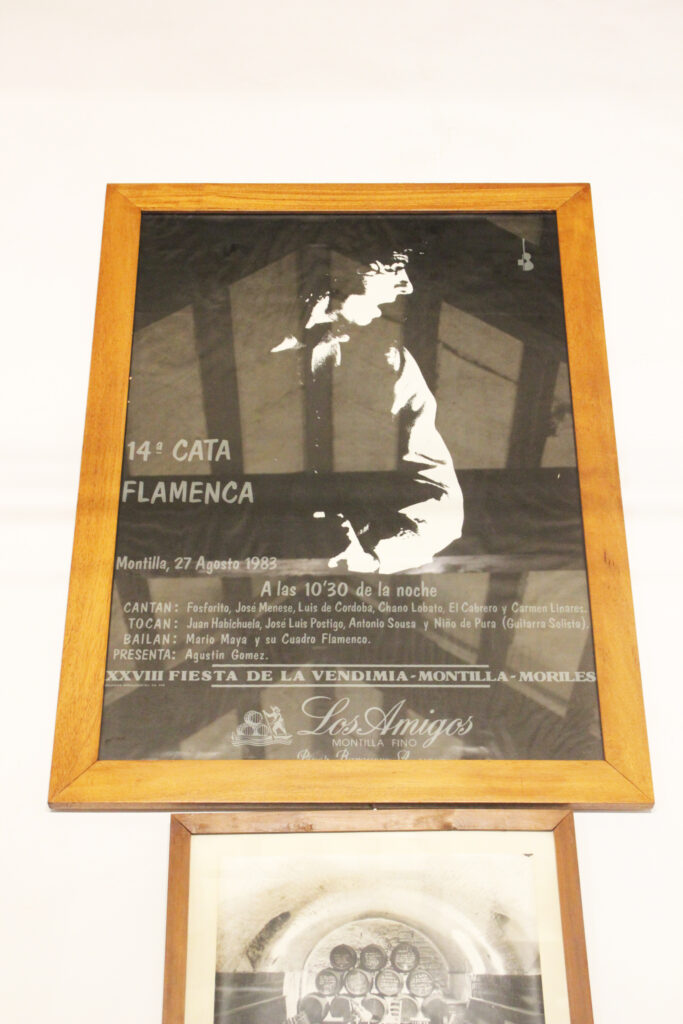 14ª CATA
FLAMENCA
Montilla, 27 Agosto 1983
A las 10'30 de la noche
CANTAN: Fosforito, José Menese, Luis de Cordoba, Chano Lobato, El Cabrero y Carmen Linares.
TOCAN: Juan Habichuela, José Luis Postigo, Antonio Sousa y Niño de Pura (Guitarra Solista).
BAILAN: Mario Maya y su Cuadro Flamenco.
PRESENTA: Agustin Gomez.
XXVIII FIESTA DE LA VENDIMIA-MONTILLA-MORILES
Los Amigos
MONTILLA FINO